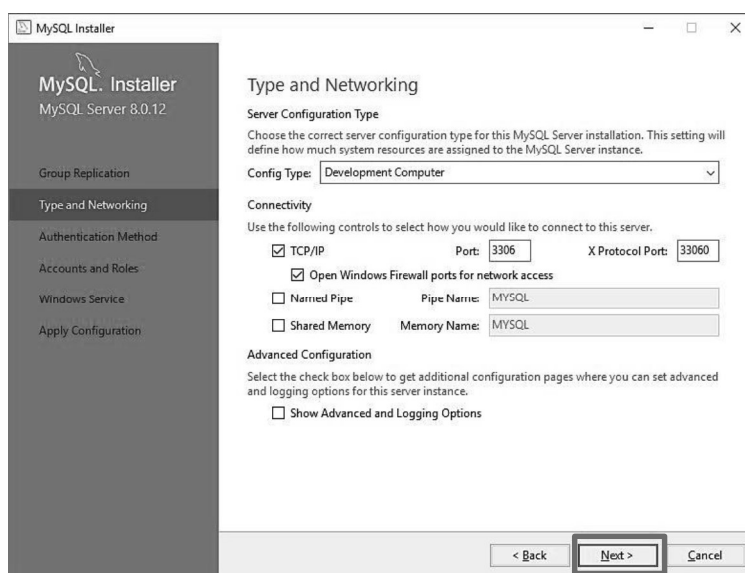 MySQL Installer
MySQL. Installer
MySQL Server 8.0.12
Group Replication
Type and Networking
Authentication Method
Accounts and Roles
Windows Service
Apply Configuration
Type and Networking
Server Configuration Type
Choose the correct server configuration type for this MySQL Server installation. This setting will
define how much system resources are assigned to the MySQL Server instance.
Config Type: Development Computer
Connectivity
Use the following controls to select how you would like to connect to this server.
TCP/IP Port: 3306 X Protocol Port: 33060
Open Windows Firewall ports for network access
Named Pipe Pipe Name: MYSQL
Shared Memory Memory Name: MYSQL
Advanced Configuration
Select the check box below to get additional configuration pages where you can set advanced
and logging options for this server instance.
Show Advanced and Logging Options
< Back Next > Cancel